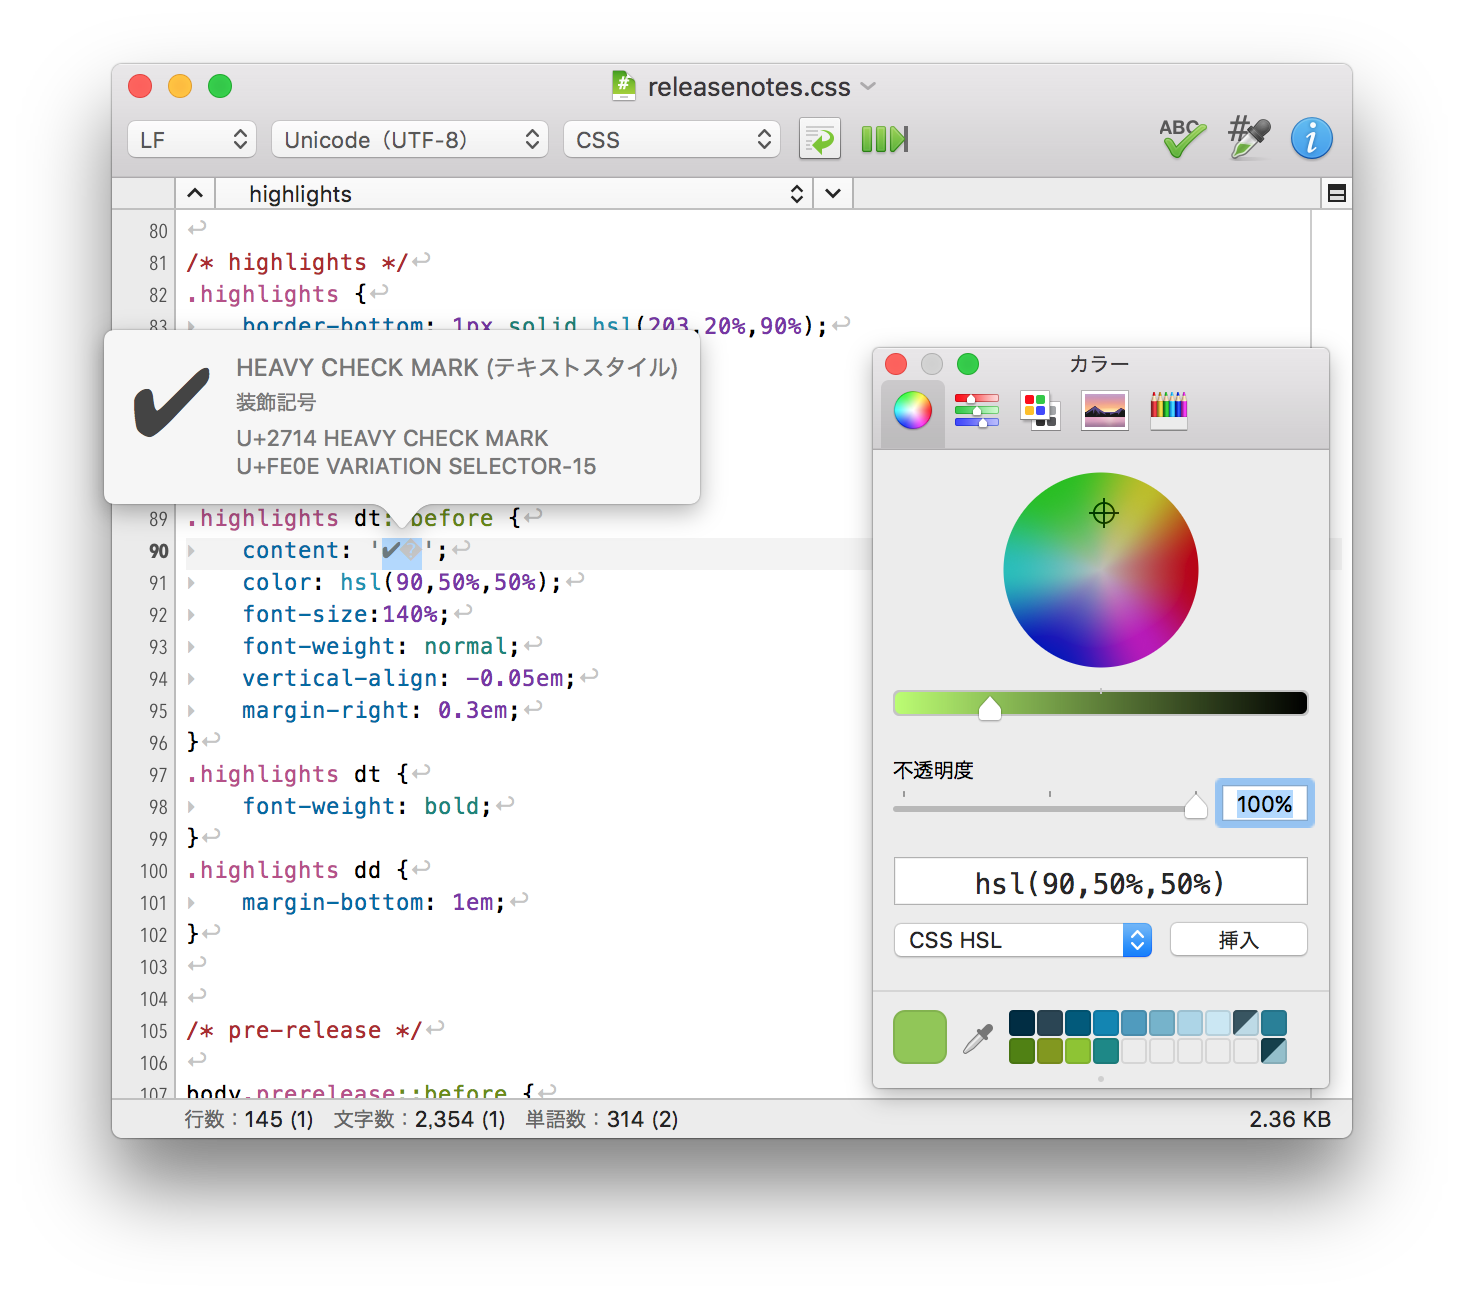 releasenotes.css
LF
Unicode（UTF-8）
CSS
ABC
#
i
highlights
80
81 /* highlights */
82 .highlights {
83 border-bottom: 1px solid hsl(203,20%,90%);
HEAVY CHECK MARK (テキストスタイル)
装飾記号
U+2714 HEAVY CHECK MARK
U+FE0E VARIATION SELECTOR-15
89 .highlights dt::before {
90 content: '✔︎�';
91 color: hsl(90,50%,50%);
92 font-size:140%;
93 font-weight: normal;
94 vertical-align: -0.05em;
95 margin-right: 0.3em;
96 }
97 .highlights dt {
98 font-weight: bold;
99 }
100 .highlights dd {
101 margin-bottom: 1em;
102 }
103
104
105 /* pre-release */
106
107 body.prerelease::before {
行数：145 (1) 文字数：2,354 (1) 単語数：314 (2)
2.36 KB
カラー
不透明度
100%
hsl(90,50%,50%)
CSS HSL
挿入